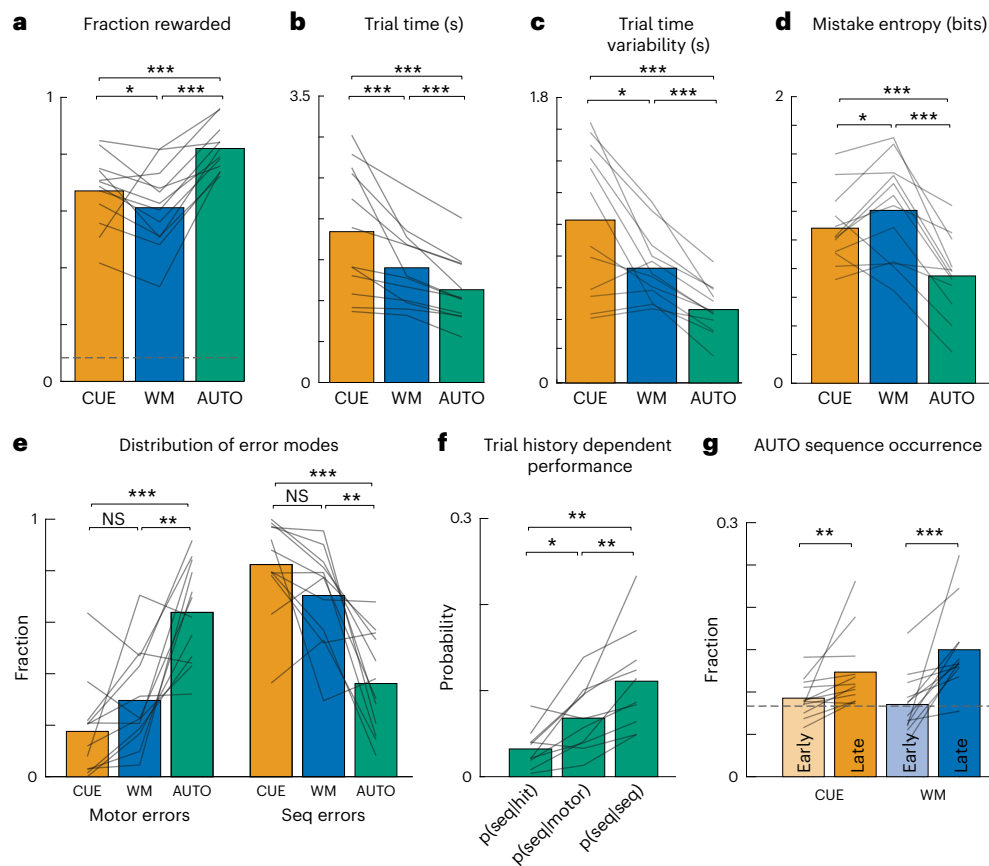 a Fraction rewarded
***
* ***
1
0
CUE WM AUTO
b Trial time (s)
***
*** ***
3.5
0
CUE WM AUTO
c Trial time
variability (s)
***
* ***
1.8
0
CUE WM AUTO
d Mistake entropy (bits)
***
* ***
2
0
CUE WM AUTO
e Distribution of error modes
*** ***
NS ** NS **
1
Fraction
0
CUE WM AUTO CUE WM AUTO
Motor errors Seq errors
f Trial history dependent
performance
**
* **
0.3
Probability
0
p(seq|hit)
p(seq|motor)
p(seq|seq)
g AUTO sequence occurrence
** ***
0.3
Fraction
0
Early Late Early Late
CUE WM